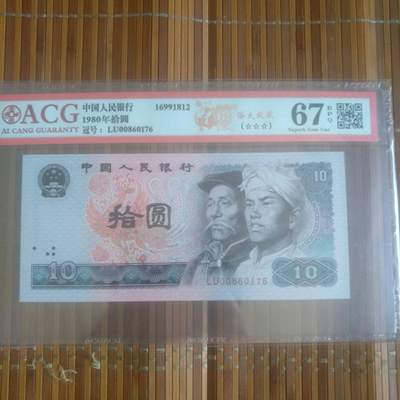 ACG
AI CANG GUARANTY
中国人民银行 16991812
1980年拾圆
冠号：LU00860176
(☆☆☆)
67 EPQ
Superb Gem Unc
中国人民银行
10
拾圆
10
10
LU00860176